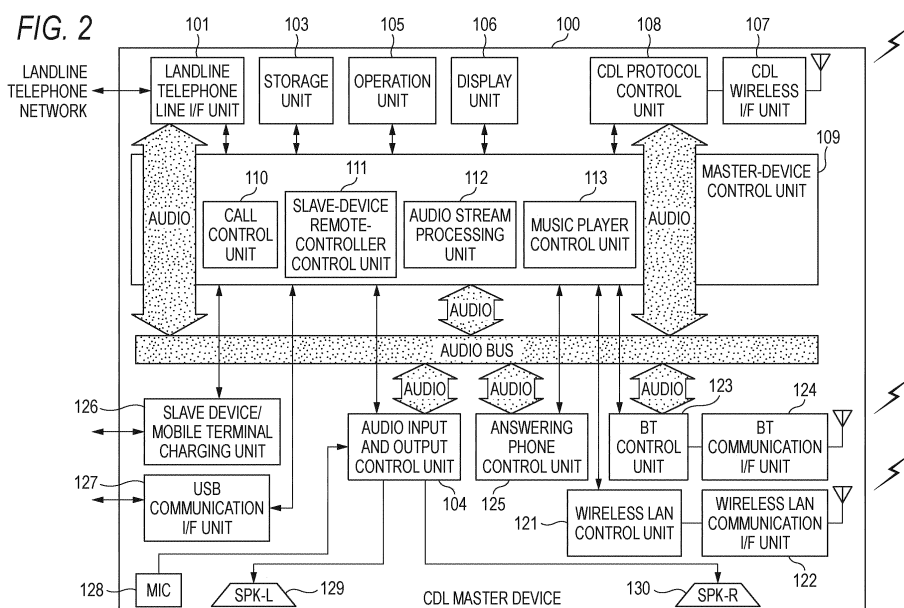 FIG. 2
101
103
105
106
100
108
107
LANDLINE
TELEPHONE
NETWORK
LANDLINE
TELEPHONE
LINE I/F UNIT
STORAGE
UNIT
OPERATION
UNIT
DISPLAY
UNIT
CDL PROTOCOL
CONTROL
UNIT
CDL
WIRELESS
I/F UNIT
109
MASTER-DEVICE
CONTROL UNIT
AUDIO
110
CALL
CONTROL
UNIT
111
SLAVE-DEVICE
REMOTE-
CONTROLLER
CONTROL UNIT
112
AUDIO STREAM
PROCESSING
UNIT
113
MUSIC PLAYER
CONTROL UNIT
AUDIO
AUDIO
AUDIO BUS
AUDIO
AUDIO
AUDIO
126
SLAVE DEVICE/
MOBILE TERMINAL
CHARGING UNIT
AUDIO INPUT
AND OUTPUT
CONTROL UNIT
104
ANSWERING
PHONE
CONTROL UNIT
125
123
BT
CONTROL
UNIT
124
BT
COMMUNICATION
I/F UNIT
127
USB
COMMUNICATION
I/F UNIT
121
WIRELESS LAN
CONTROL UNIT
WIRELESS LAN
COMMUNICATION
I/F UNIT
122
128
MIC
SPK-L
129
CDL MASTER DEVICE
130
SPK-R